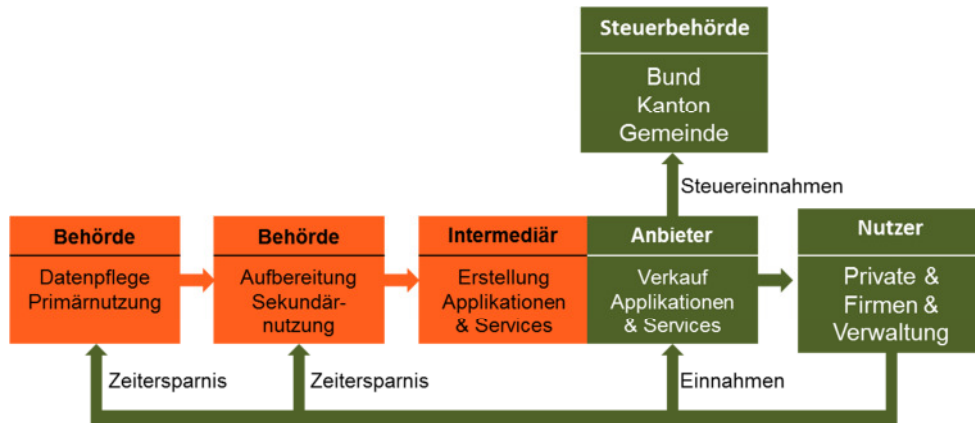 Steuerbehörde
Bund
Kanton
Gemeinde
Steuereinnahmen
Behörde
Datenpflege
Primärnutzung
Behörde
Aufbereitung
Sekundär-
nutzung
Intermediär
Erstellung
Applikationen
& Services
Anbieter
Verkauf
Applikationen
& Services
Nutzer
Private &
Firmen &
Verwaltung
Zeitersparnis
Zeitersparnis
Einnahmen